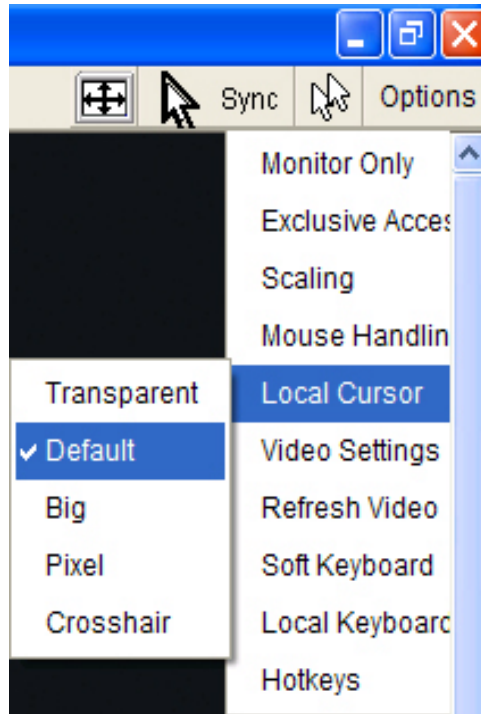 Sync Options
Monitor Only
Exclusive Acces
Scaling
Mouse Handlin
Local Cursor
Video Settings
Refresh Video
Soft Keyboard
Local Keyboard
Hotkeys
Transparent
Default
Big
Pixel
Crosshair